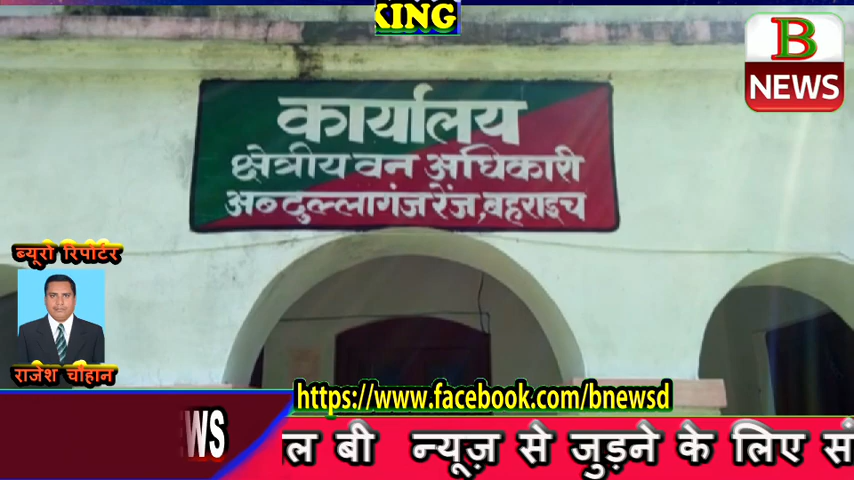 KING
B
NEWS
कार्यालय
क्षेत्रीय वन अधिकारी
अब्दुल्लागंज रेंज, बहराइच
ब्यूरो रिपोर्टर
राजेश चौहान
https://www.facebook.com/bnewsd
WS
ल बी न्यूज़ से जुड़ने के लिए सं